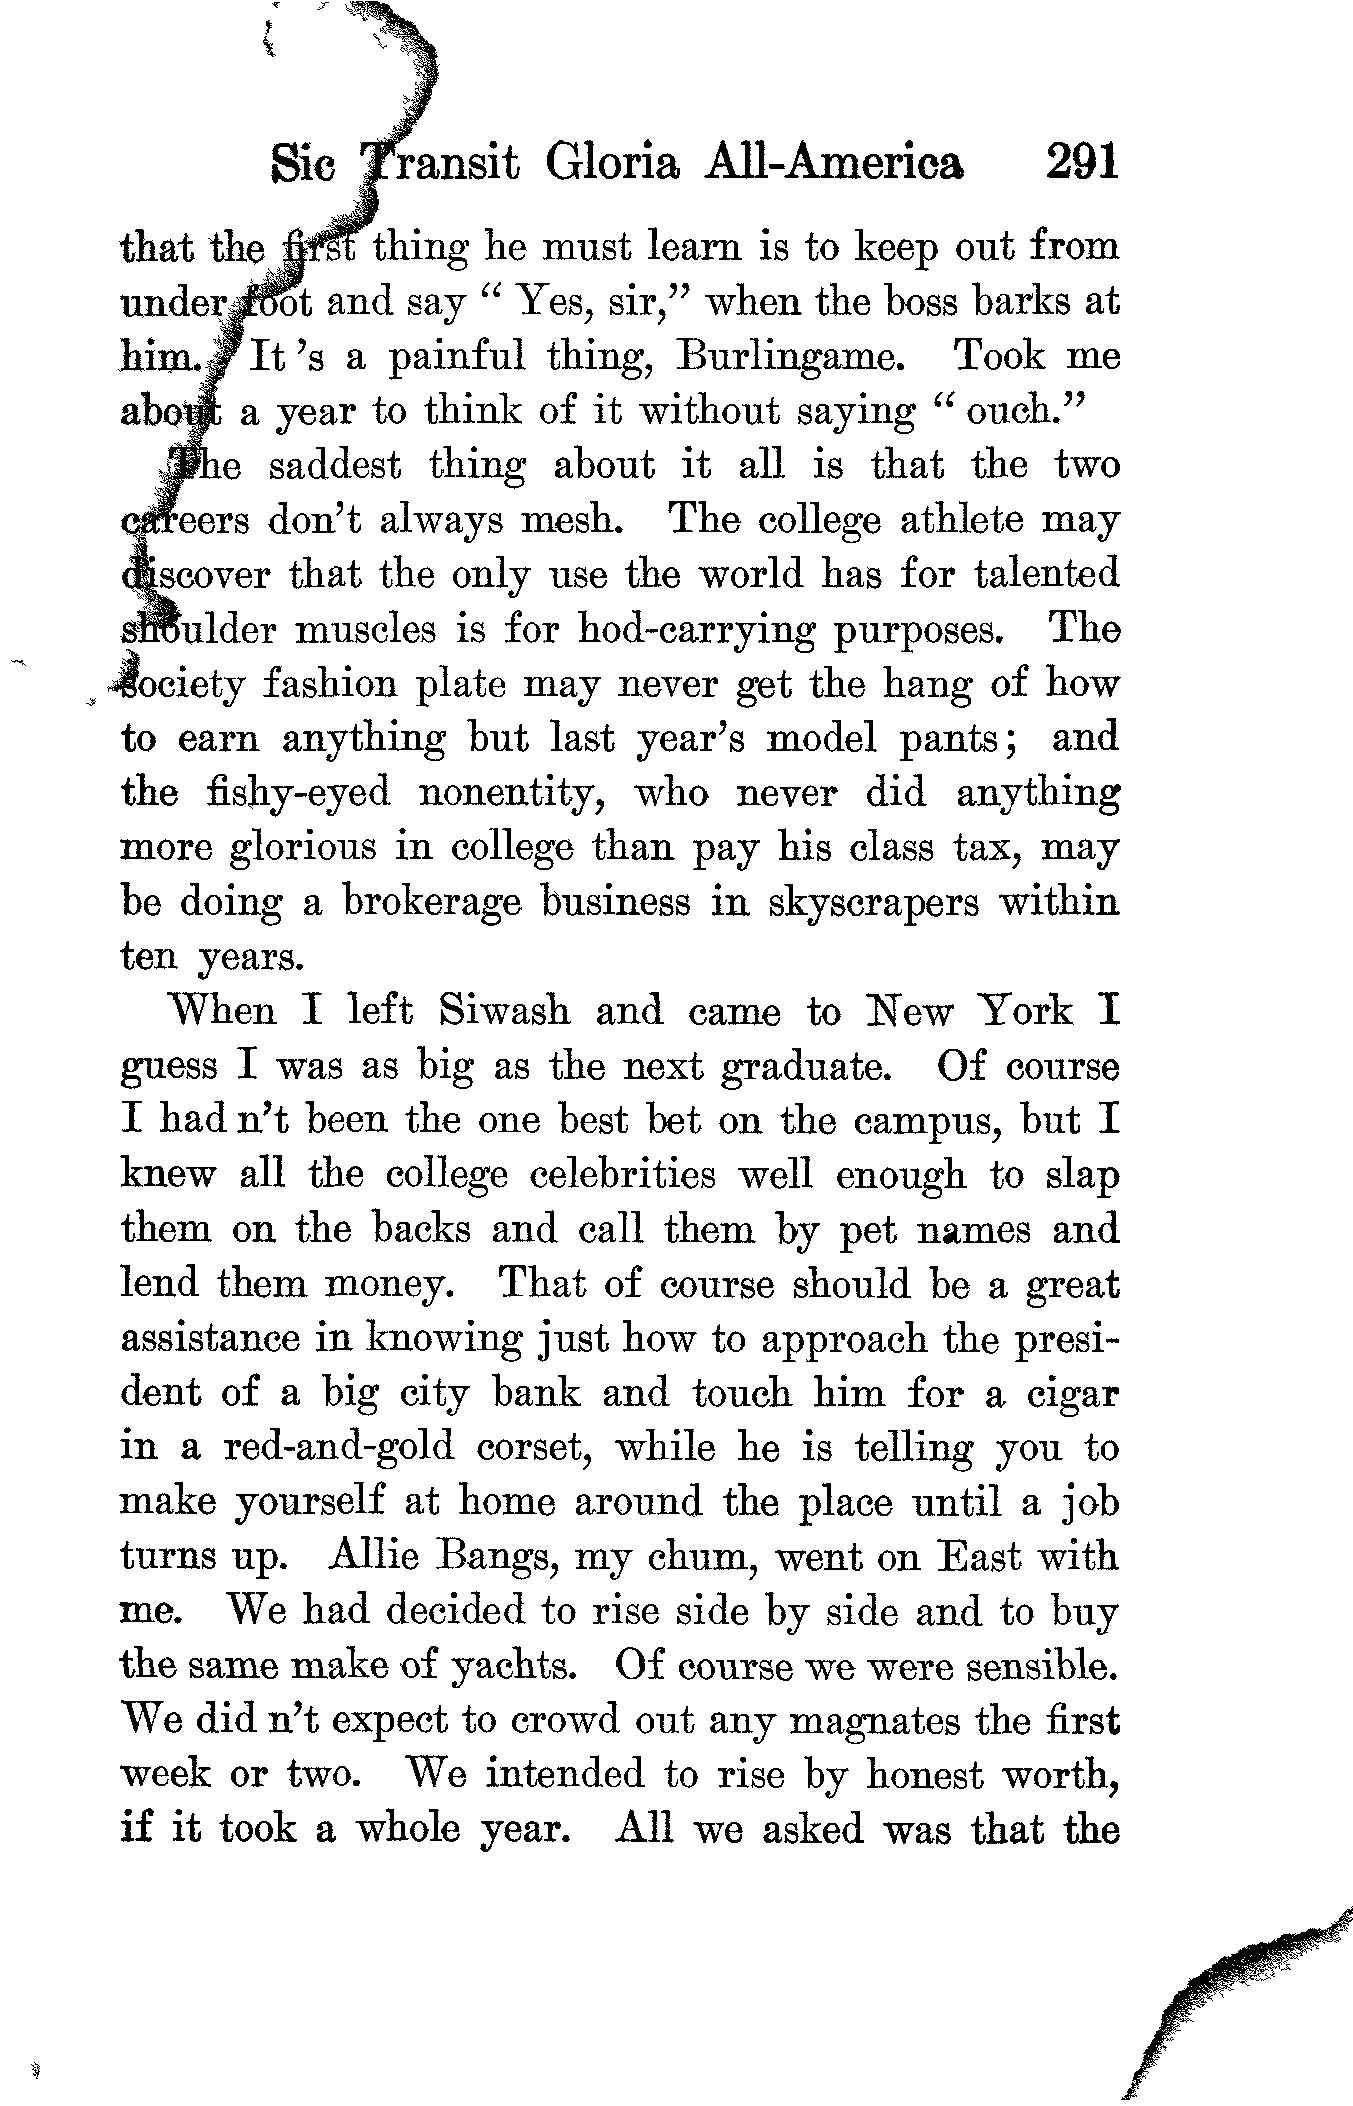 Sic Transit Gloria All-America 291
that the first thing he must learn is to keep out from
under foot and say “ Yes, sir,” when the boss barks at
him. It ’s a painful thing, Burlingame. Took me
about a year to think of it without saying “ ouch.”
The saddest thing about it all is that the two
careers don’t always mesh. The college athlete may
discover that the only use the world has for talented
shoulder muscles is for hod-carrying purposes. The
society fashion plate may never get the hang of how
to earn anything but last year’s model pants; and
the fishy-eyed nonentity, who never did anything
more glorious in college than pay his class tax, may
be doing a brokerage business in skyscrapers within
ten years.
When I left Siwash and came to New York I
guess I was as big as the next graduate. Of course
I had n’t been the one best bet on the campus, but I
knew all the college celebrities well enough to slap
them on the backs and call them by pet names and
lend them money. That of course should be a great
assistance in knowing just how to approach the presi-
dent of a big city bank and touch him for a cigar
in a red-and-gold corset, while he is telling you to
make yourself at home around the place until a job
turns up. Allie Bangs, my chum, went on East with
me. We had decided to rise side by side and to buy
the same make of yachts. Of course we were sensible.
We did n’t expect to crowd out any magnates the first
week or two. We intended to rise by honest worth,
if it took a whole year. All we asked was that the